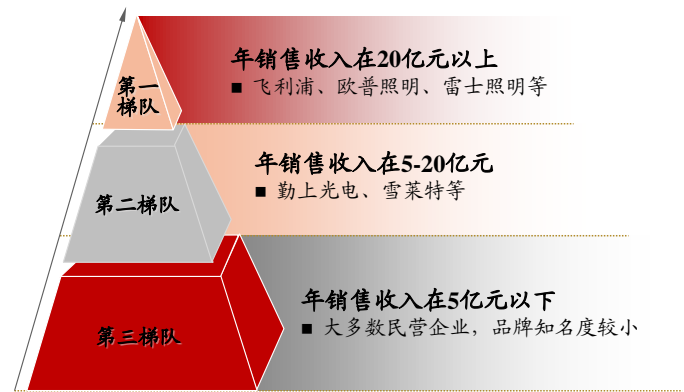 第一
梯队
年销售收入在20亿元以上
■ 飞利浦、欧普照明、雷士照明等
第二梯队
年销售收入在5-20亿元
■ 勤上光电、雪莱特等
第三梯队
年销售收入在5亿元以下
■ 大多数民营企业，品牌知名度较小